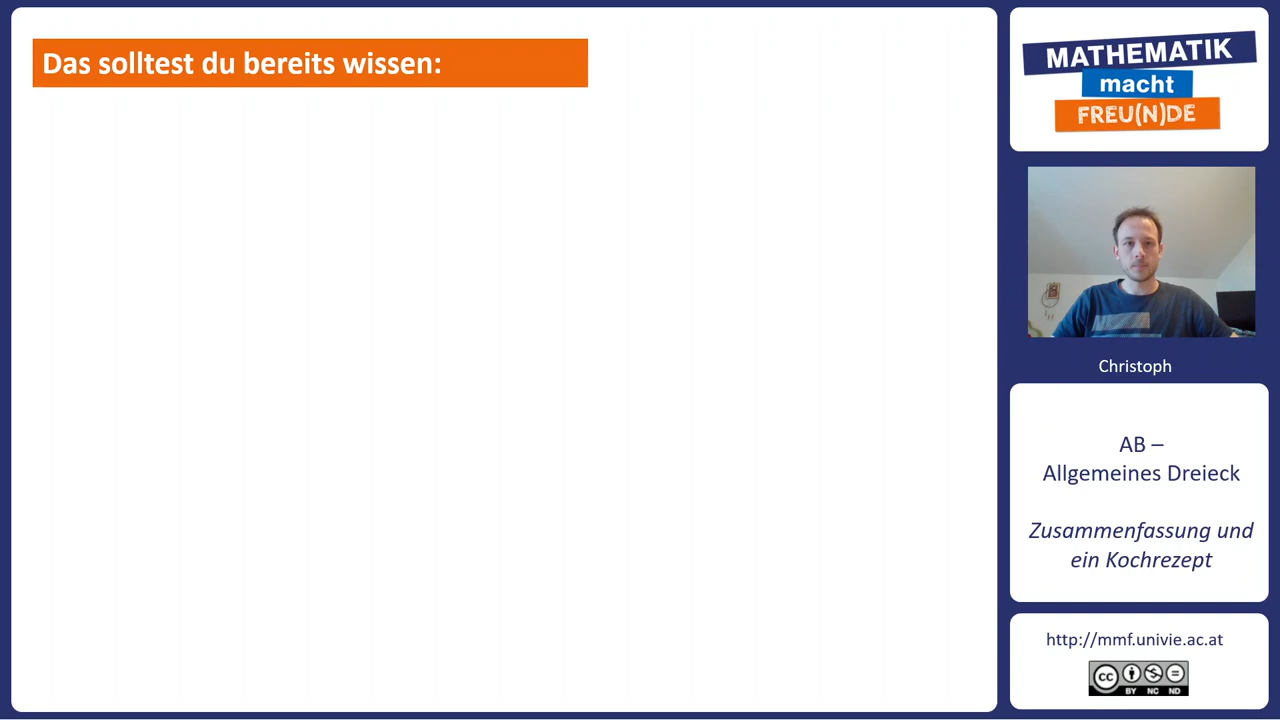 Das solltest du bereits wissen:
MATHEMATIK
macht
FREU(N)DE
Christoph
AB –
Allgemeines Dreieck
Zusammenfassung und
ein Kochrezept
http://mmf.univie.ac.at
cc
BY NC ND